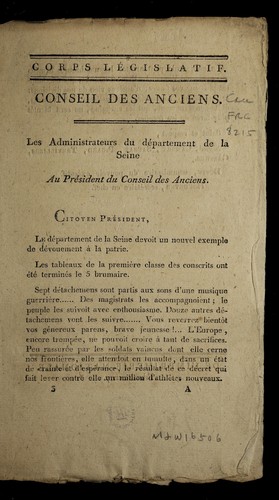 CORPS LÉGISLATIF.
CONSEIL DES ANCIENS.
Case
FRC
8215
Les Administrateurs du département de la
Seine
Au Président du Conseil des Anciens.
CITOYEN PRÉSIDENT,
LE département de la Seine devoit un nouvel exemple
de dévouement à la patrie.
Les tableaux de la première classe des conscrits ont
été terminés le 5 brumaire.
Sept détachemens sont partis aux sons d'une musique
guerrière...... Des magistrats les accompagnoient; le
peuple les suivoit avec enthousiasme. Douze autres dé-
tachemens vont les suivre...... Vous reverrez bientôt
vos généreux parens, brave jeunesse!... L'Europe,
encore trompée, ne pouvoit croire à tant de sacrifices.
Peu rassurée par les soldats vaincus dont elle cerne
nos frontières, elle attendoit en tumulte, dans un état
de crainte et d'espérance, le résultat de ce décret qui
fait lever contre elle un million d'athlètes nouveaux.
3 A